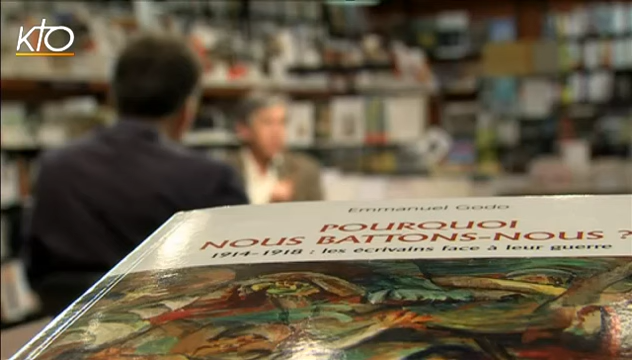 kto
Emmanuel Godo
POURQUOI
NOUS BATTONS-NOUS ?
1914-1918 : les écrivains face à leur guerre